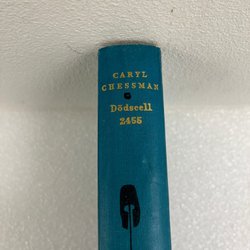 CARYL
CHESSMAN
Dödscell
2455